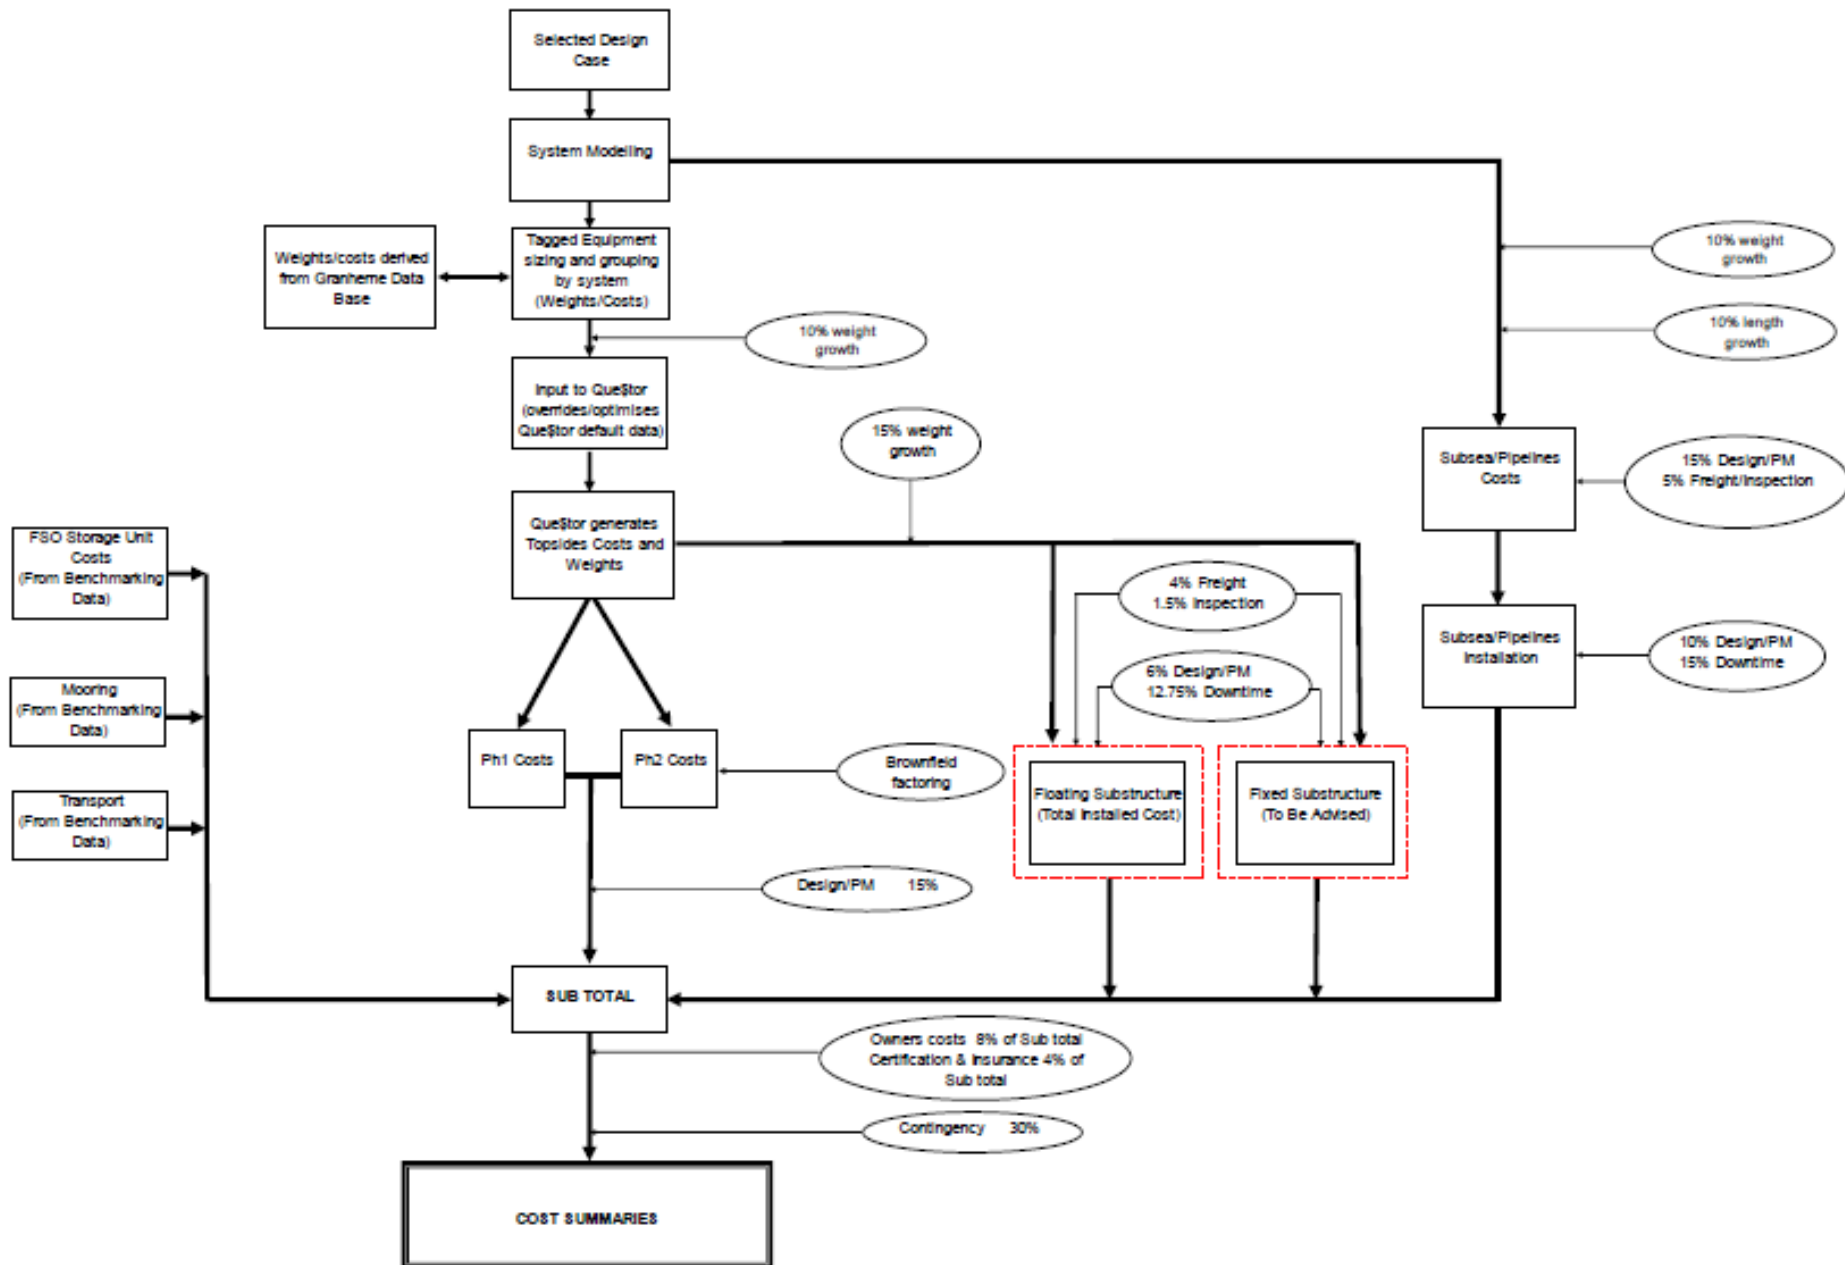 Selected Design
Case
System Modelling
Weights/costs derived
from Granherne Data
Base
Tagged Equipment
sizing and grouping
by system
(Weights/Costs)
10% weight
growth
10% length
growth
10% weight
growth
Input to Que$tor
(overrides/optimises
Que$tor default data)
15% weight
growth
Subsea/Pipelines
Costs
15% Design/PM
5% Freight/Inspection
Que$tor generates
Topsides Costs and
Weights
FSO Storage Unit
Costs
(From Benchmarking
Data)
4% Freight
1.5% Inspection
Subsea/Pipelines
Installation
10% Design/PM
15% Downtime
6% Design/PM
12.75% Downtime
Mooring
(From Benchmarking
Data)
Ph1 Costs
Ph2 Costs
Brownfield
factoring
Floating Substructure
(Total Installed Cost)
Fixed Substructure
(To Be Advised)
Transport
(From Benchmarking
Data)
Design/PM 15%
SUB TOTAL
Owners costs 8% of Sub total
Certification & Insurance 4% of
Sub total
Contingency 30%
COST SUMMARIES